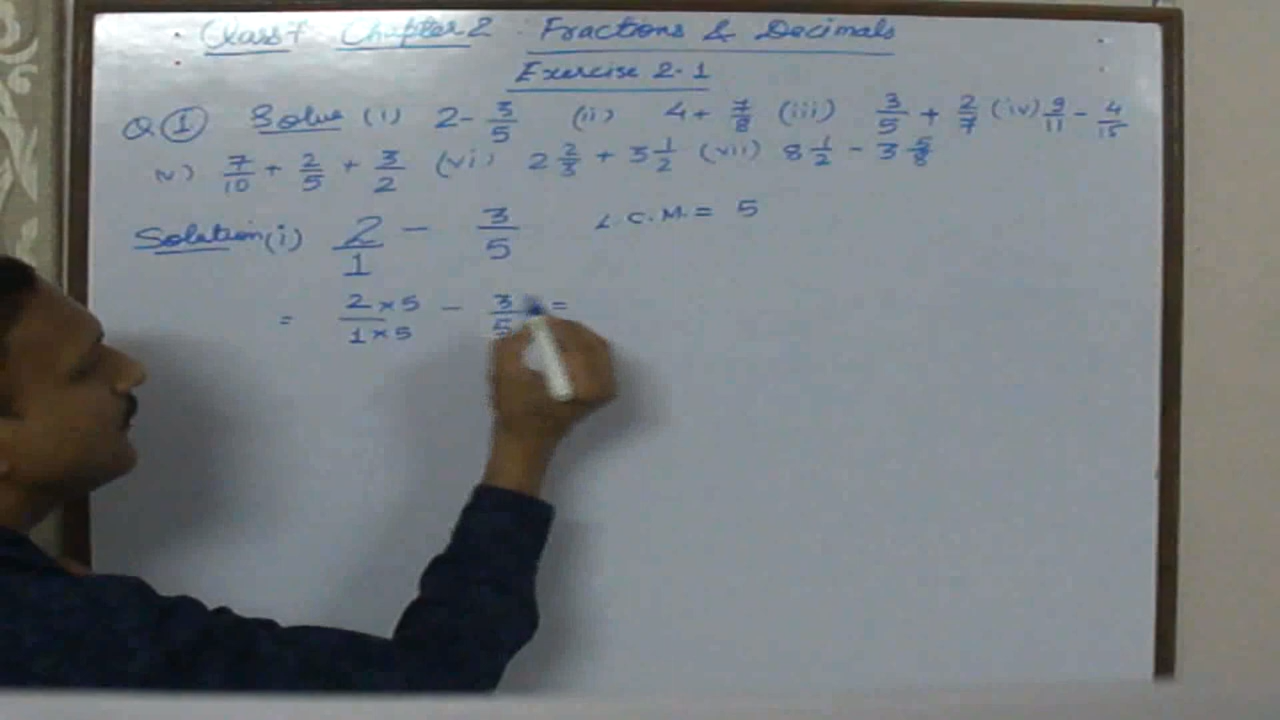 Class 7 Chapter 2 Fractions & Decimals
Exercise 2.1
Q ① Solve (i) 2 - 3/5 (ii) 4 + 7/8 (iii) 3/5 + 2/7 (iv) 9/11 - 4/15
v) 7/10 + 2/5 + 3/2 (vi) 2 2/3 + 3 1/2 (vii) 8 1/2 - 3 5/8
Solution (i) 2/1 - 3/5 L.C.M. = 5
= 2×5/1×5 - 3/5 =